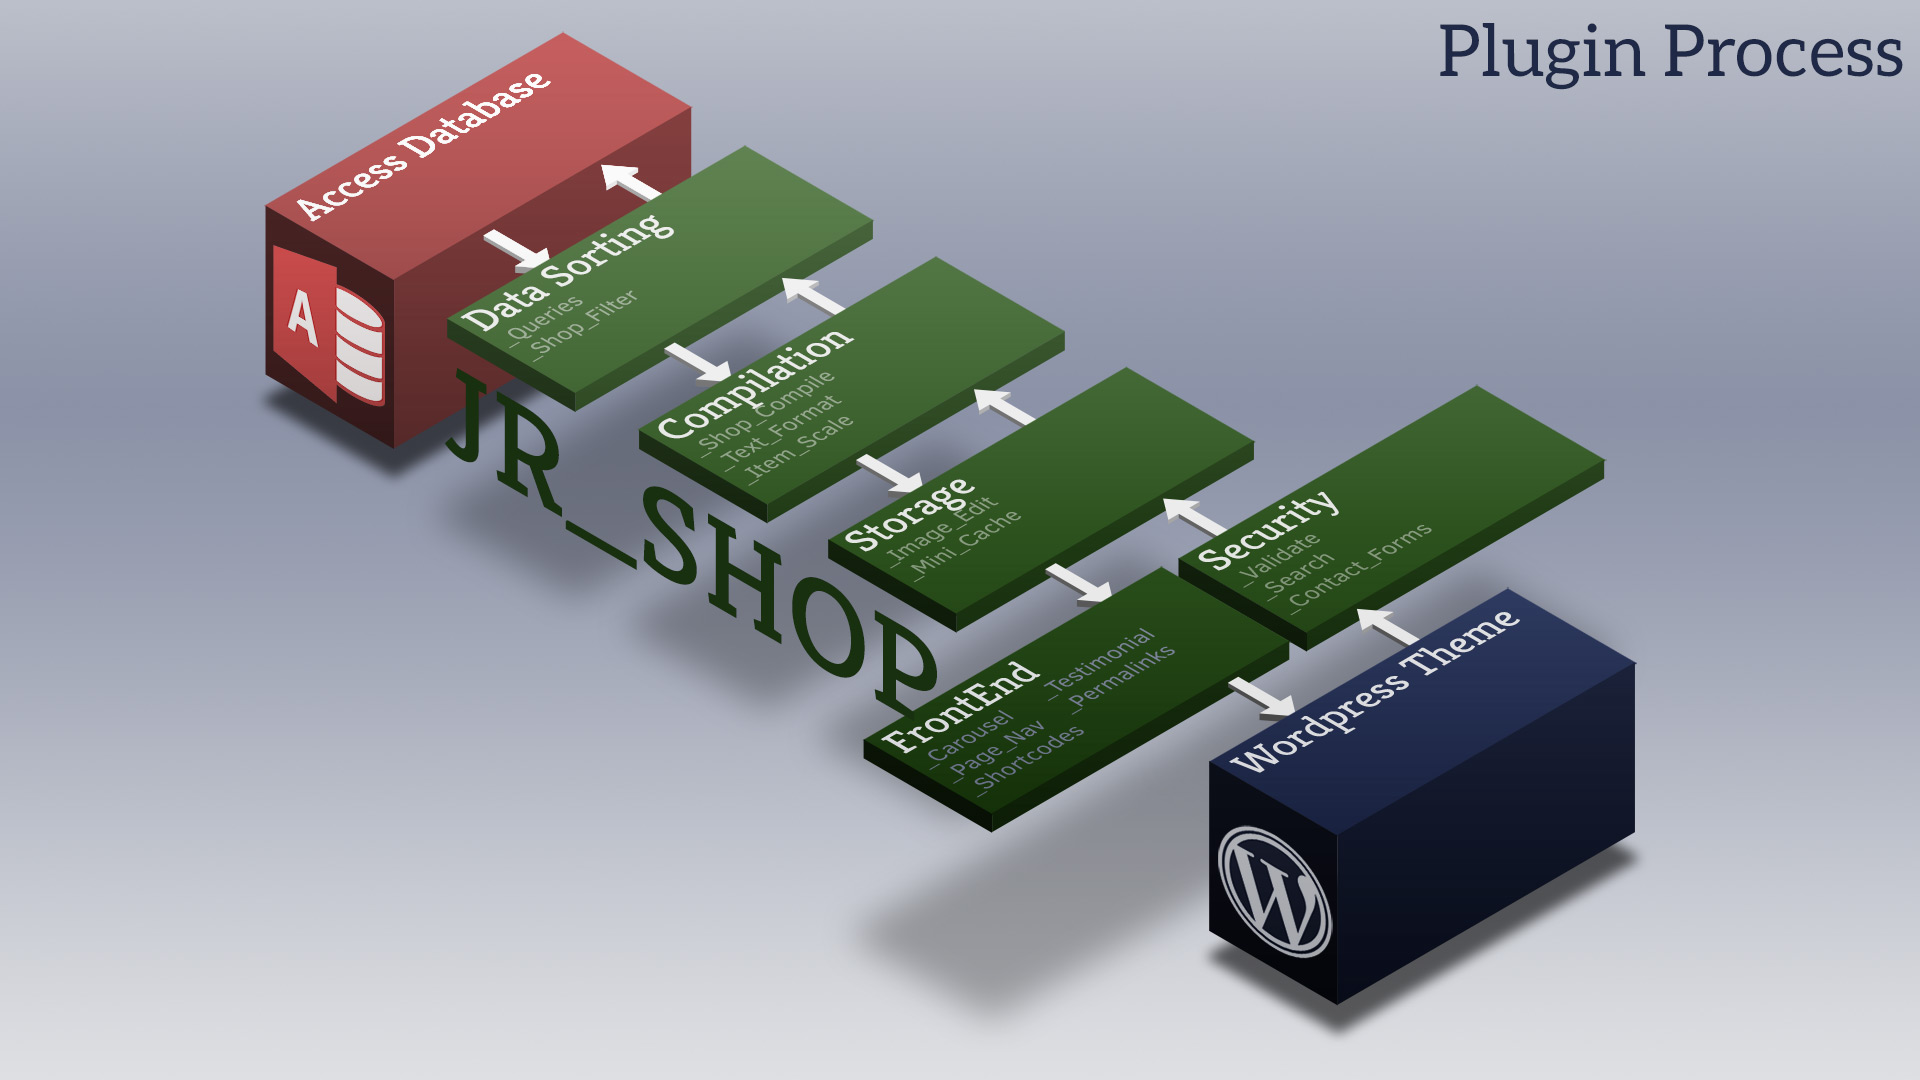 Plugin Process
Access Database
A
Data Sorting
_Queries
_Shop_Filter
JR_SHOP
Compilation
_Shop_Compile
_Text_Format
_Item_Scale
Storage
_Image_Edit
_Mini_Cache
Security
_Validate
_Search
_Contact_Forms
FrontEnd
_Carousel
_Page_Nav
_Shortcodes
_Testimonial
_Permalinks
Wordpress Theme
W